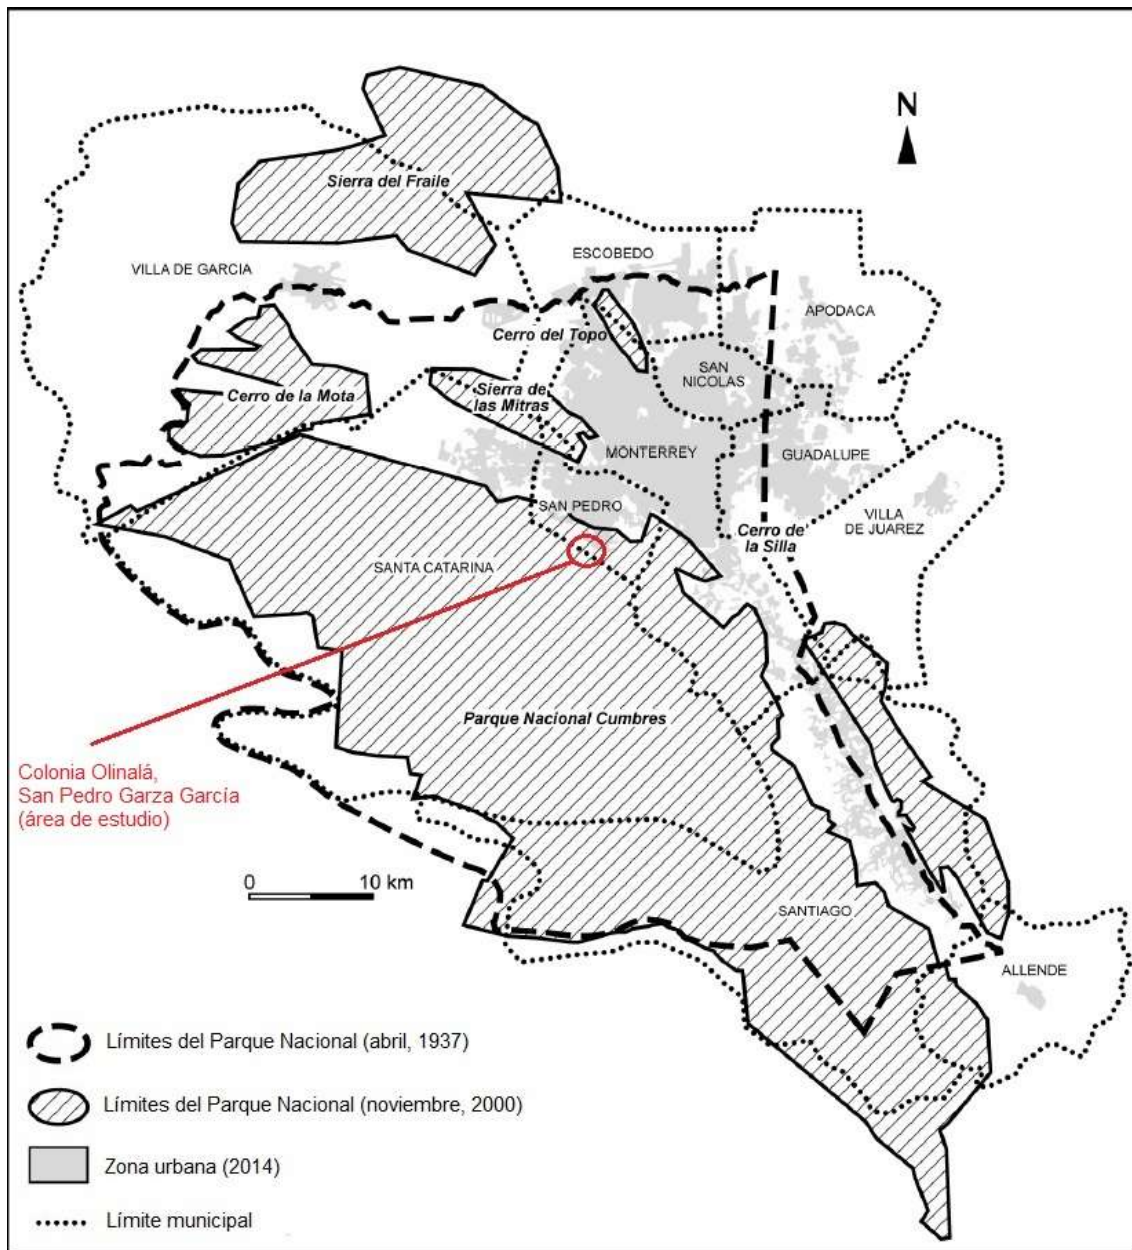 N
Sierra del Fraile
ESCOBEDO
VILLA DE GARCIA
APODACA
Cerro del Topo
SAN
NICOLAS
Cerro de la Mota
Sierra de
las Mitras
MONTERREY
GUADALUPE
SAN PEDRO
VILLA
DE JUAREZ
Cerro de
la Silla
SANTA CATARINA
Parque Nacional Cumbres
Colonia Olinalá,
San Pedro Garza García
(área de estudio)
0 10 km
SANTIAGO
ALLENDE
Límites del Parque Nacional (abril, 1937)
Límites del Parque Nacional (noviembre, 2000)
Zona urbana (2014)
Límite municipal